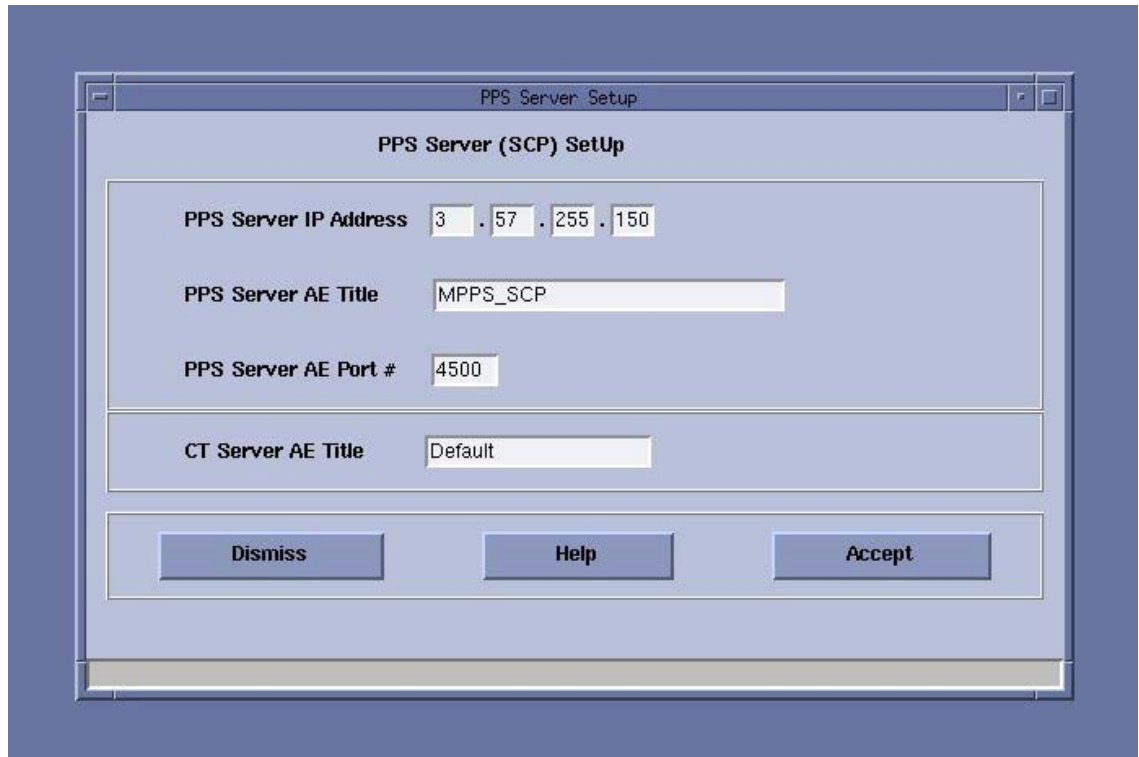 PPS Server Setup
PPS Server (SCP) SetUp
PPS Server IP Address 3 . 57 . 255 . 150
PPS Server AE Title MPPS_SCP
PPS Server AE Port # 4500
CT Server AE Title Default
Dismiss Help Accept